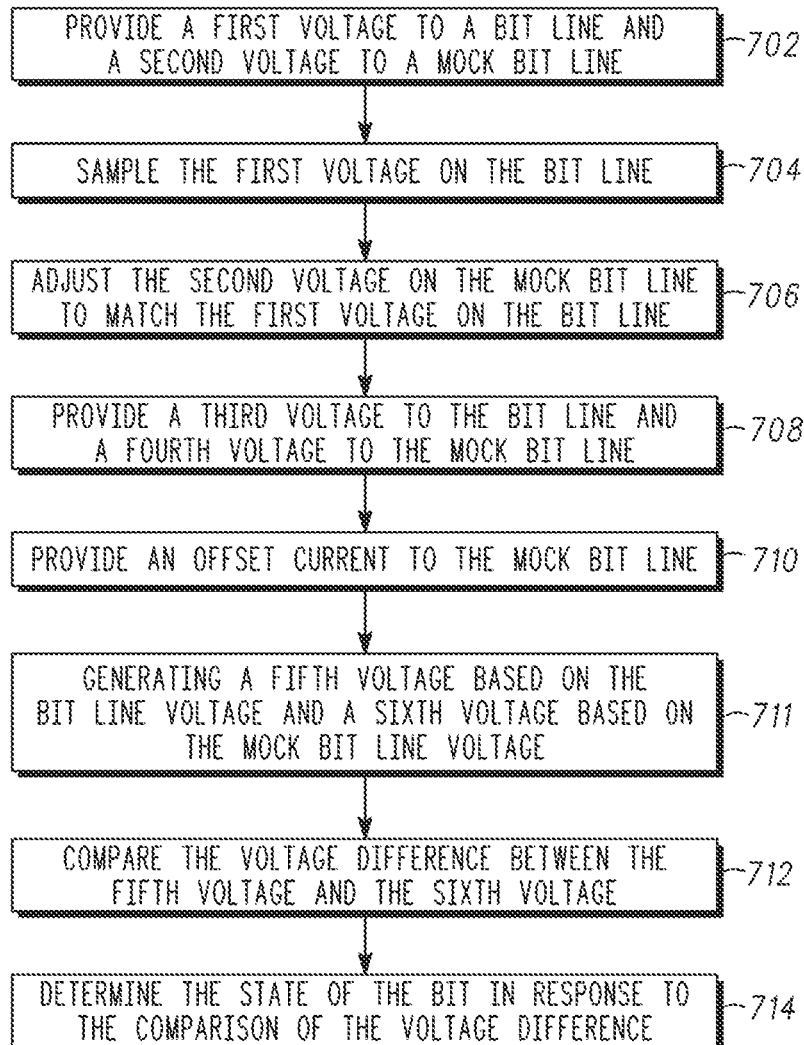 PROVIDE A FIRST VOLTAGE TO A BIT LINE AND
A SECOND VOLTAGE TO A MOCK BIT LINE
702
SAMPLE THE FIRST VOLTAGE ON THE BIT LINE
704
ADJUST THE SECOND VOLTAGE ON THE MOCK BIT LINE
TO MATCH THE FIRST VOLTAGE ON THE BIT LINE
706
PROVIDE A THIRD VOLTAGE TO THE BIT LINE AND
A FOURTH VOLTAGE TO THE MOCK BIT LINE
708
PROVIDE AN OFFSET CURRENT TO THE MOCK BIT LINE
710
GENERATING A FIFTH VOLTAGE BASED ON THE
BIT LINE VOLTAGE AND A SIXTH VOLTAGE BASED ON
THE MOCK BIT LINE VOLTAGE
711
COMPARE THE VOLTAGE DIFFERENCE BETWEEN THE
FIFTH VOLTAGE AND THE SIXTH VOLTAGE
712
DETERMINE THE STATE OF THE BIT IN RESPONSE TO
THE COMPARISON OF THE VOLTAGE DIFFERENCE
714